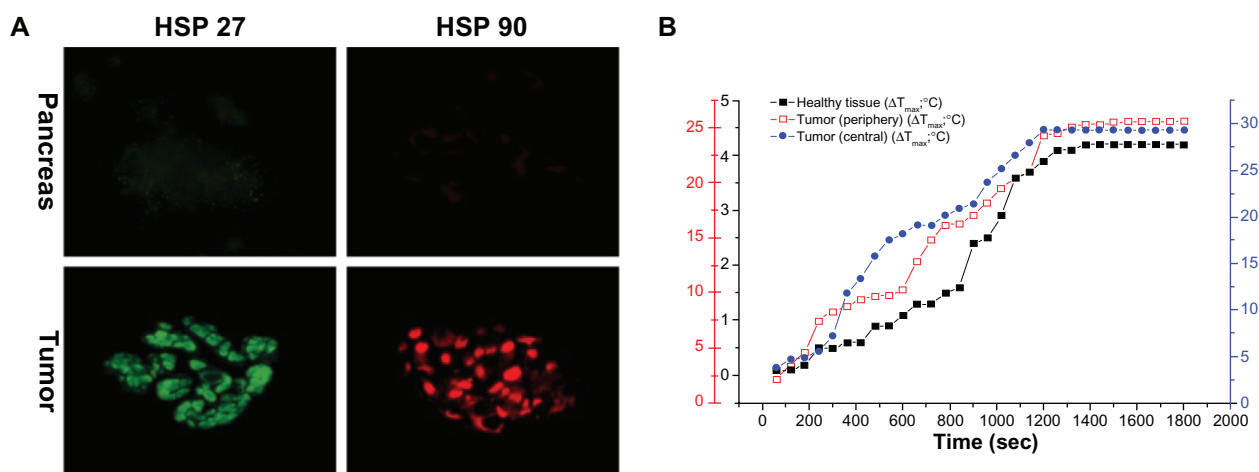 A
HSP 27
HSP 90
Pancreas
Tumor
B
Healthy tissue (ΔTmax;°C)
Tumor (periphery) (ΔTmax;°C)
Tumor (central) (ΔTmax;°C)
25
20
15
10
5
0
5
4
3
2
1
0
30
25
20
15
10
5
0
0 200 400 600 800 1000 1200 1400 1600 1800 2000
Time (sec)